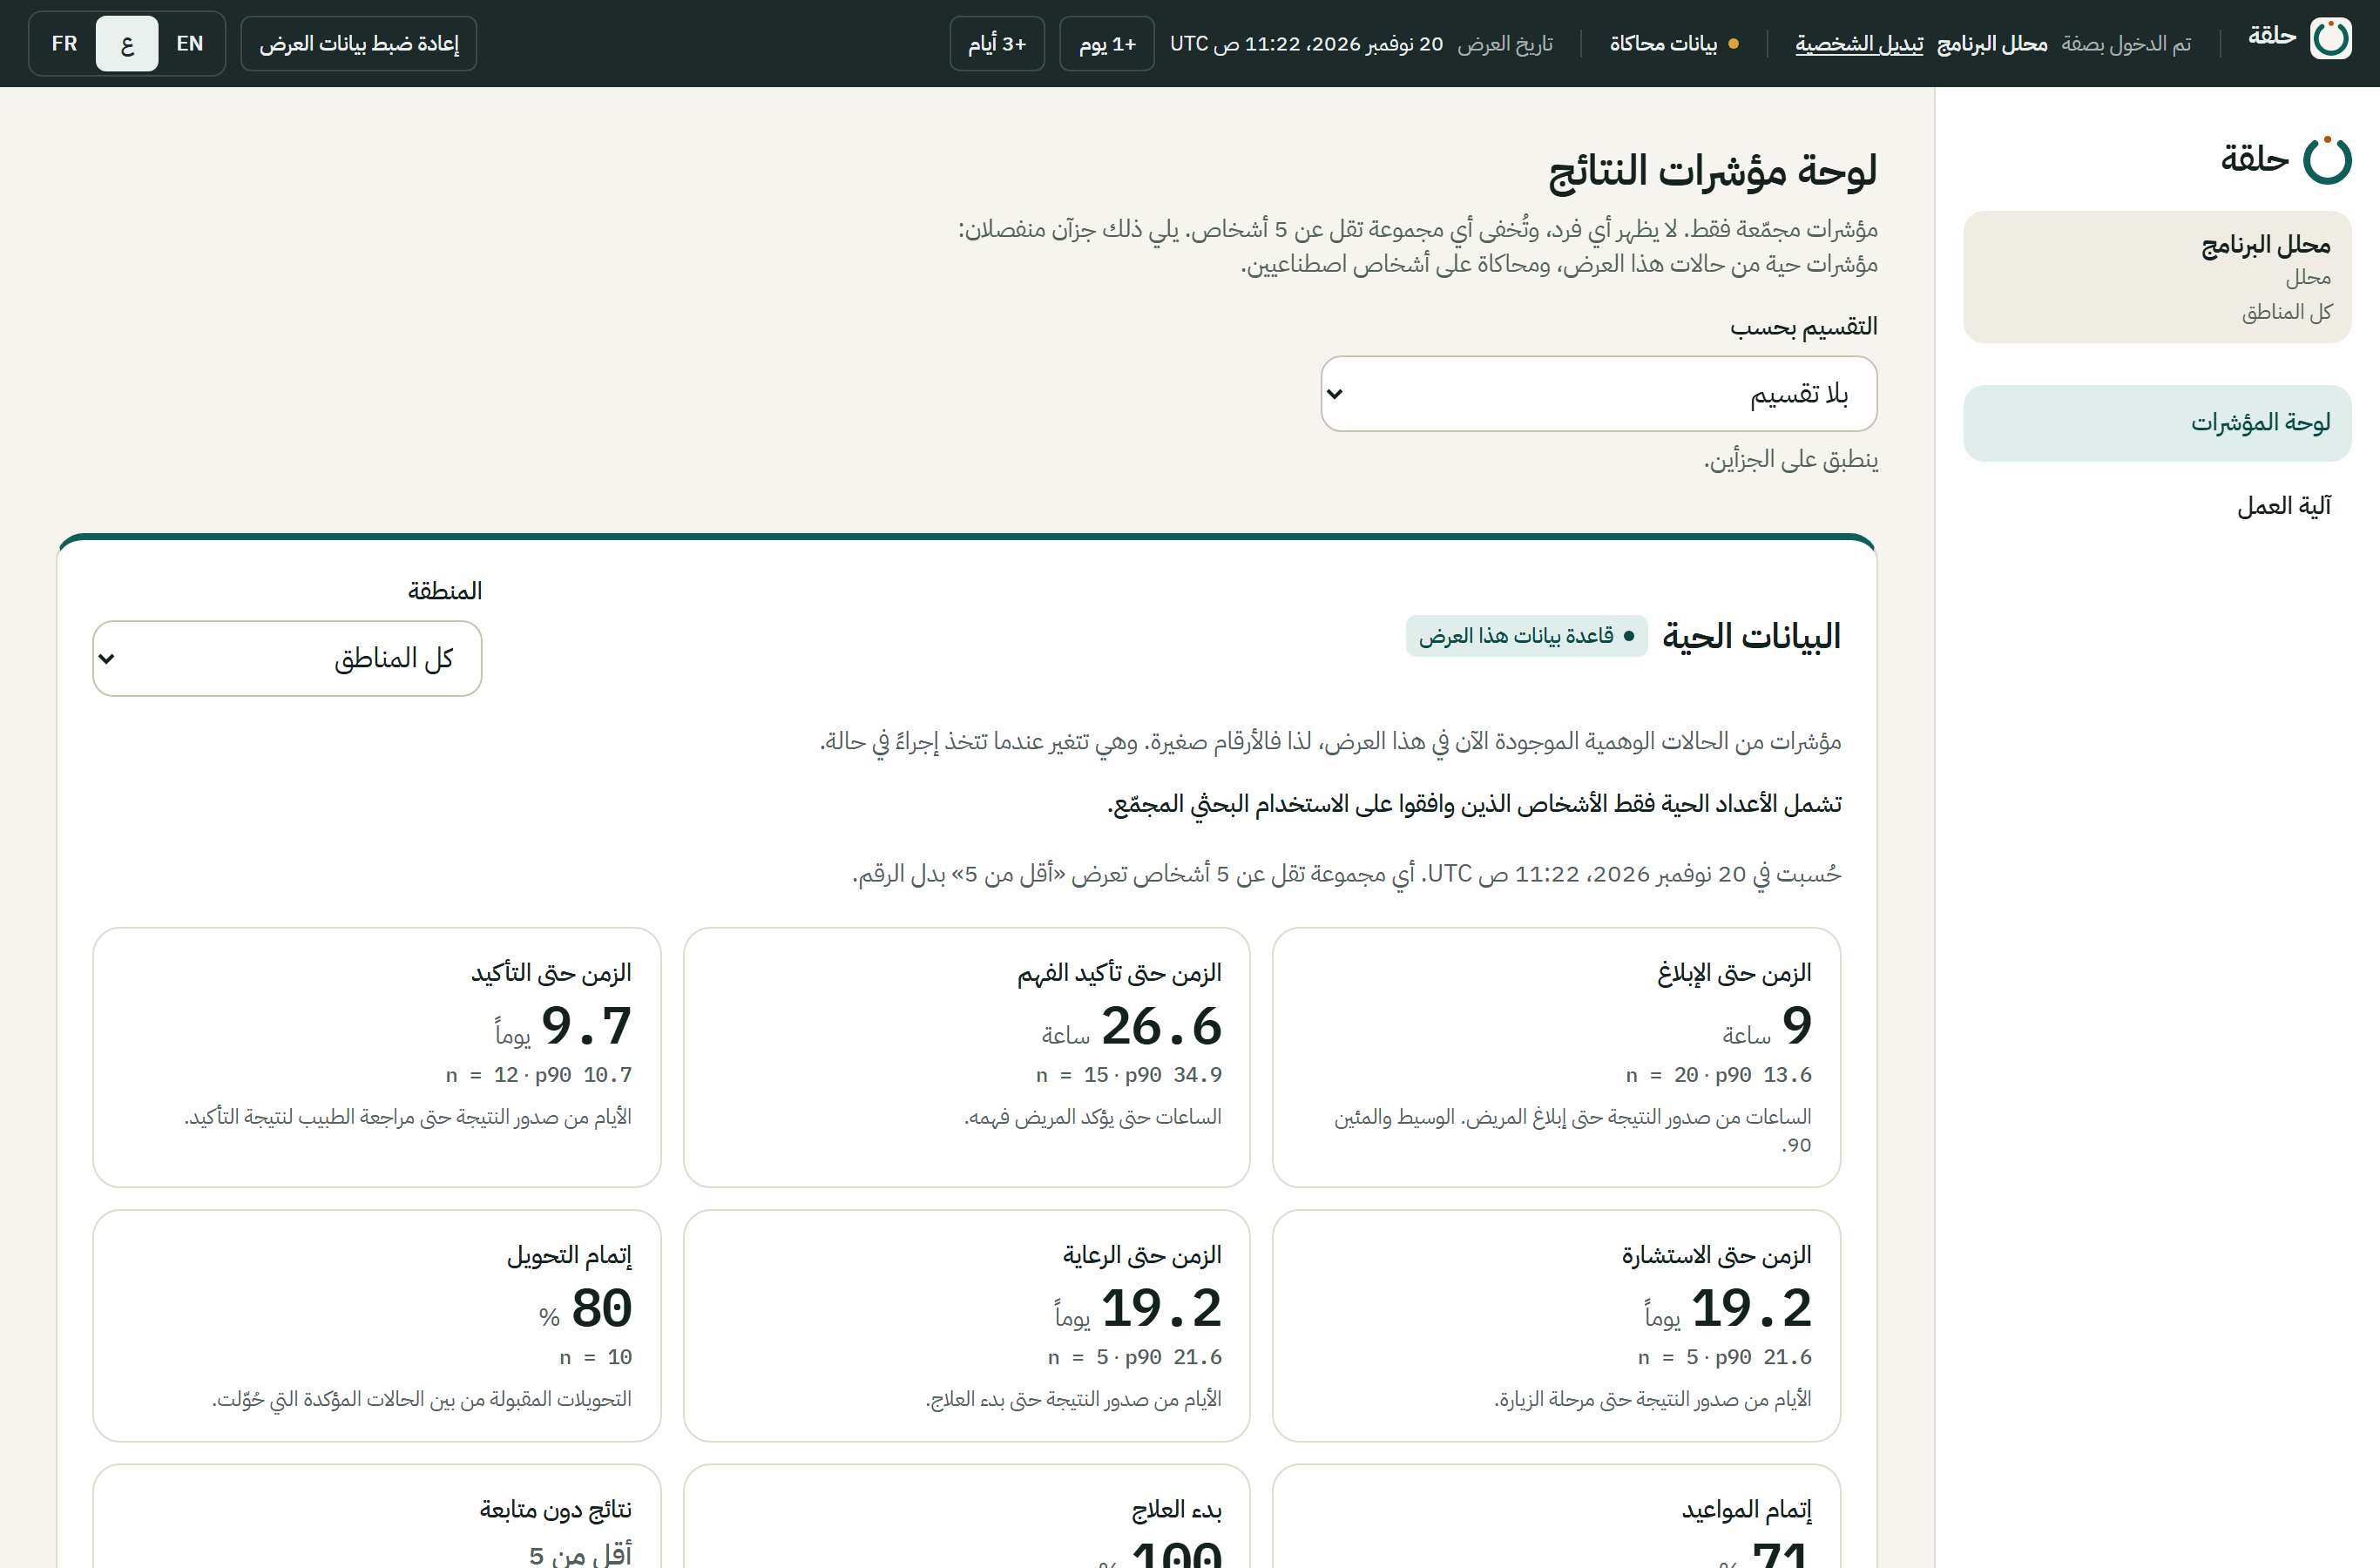 حلقة
تم الدخول بصفة محلل البرنامج تبديل الشخصية
بيانات محاكاة
تاريخ العرض 20 نوفمبر 2026، 11:22 ص UTC
+1 يوم
+3 أيام
إعادة ضبط بيانات العرض
EN
ع
FR
حلقة
محلل البرنامج
محلل
كل المناطق
لوحة المؤشرات
آلية العمل
لوحة مؤشرات النتائج
مؤشرات مجمّعة فقط. لا يظهر أي فرد، وتُخفى أي مجموعة تقل عن 5 أشخاص. يلي ذلك جزآن منفصلان:
مؤشرات حية من حالات هذا العرض، ومحاكاة على أشخاص اصطناعيين.
التقسيم بحسب
بلا تقسيم
ينطبق على الجزأين.
البيانات الحية
قاعدة بيانات هذا العرض
المنطقة
كل المناطق
مؤشرات من الحالات الوهمية الموجودة الآن في هذا العرض، لذا فالأرقام صغيرة. وهي تتغير عندما تتخذ إجراءً في حالة.
تشمل الأعداد الحية فقط الأشخاص الذين وافقوا على الاستخدام البحثي المجمّع.
حُسبت في 20 نوفمبر 2026، 11:22 ص UTC. أي مجموعة تقل عن 5 أشخاص تعرض «أقل من 5» بدل الرقم.
الزمن حتى الإبلاغ
9 ساعة
n = 20 · p90 13.6
الساعات من صدور النتيجة حتى إبلاغ المريض. الوسيط والمئين
90.
الزمن حتى تأكيد الفهم
26.6 ساعة
n = 15 · p90 34.9
الساعات حتى يؤكد المريض فهمه.
الزمن حتى التأكيد
9.7 يوماً
n = 12 · p90 10.7
الأيام من صدور النتيجة حتى مراجعة الطبيب لنتيجة التأكيد.
الزمن حتى الاستشارة
19.2 يوماً
n = 5 · p90 21.6
الأيام من صدور النتيجة حتى مرحلة الزيارة.
الزمن حتى الرعاية
19.2 يوماً
n = 5 · p90 21.6
الأيام من صدور النتيجة حتى بدء العلاج.
إتمام التحويل
80 %
n = 10
التحويلات المقبولة من بين الحالات المؤكدة التي حُوّلت.
إتمام المواعيد
71 %
بدء العلاج
100 %
نتائج دون متابعة
أقل من 5